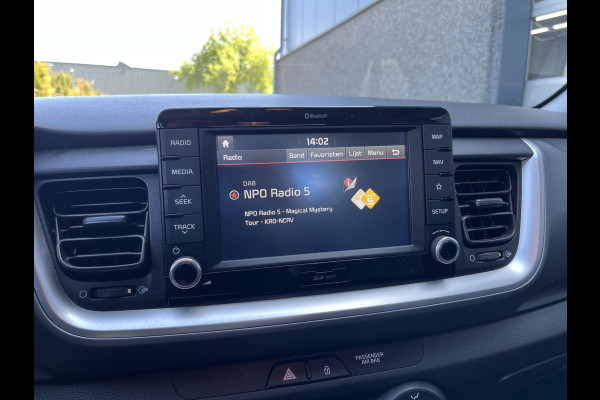 Bluetooth
14:02
Radio Band Favorieten Lijst Menu
DAB
NPO Radio 5
NPO Radio 5 - Magical Mystery
Tour - KRO-NCRV
RADIO
MEDIA
SEEK
TRACK
MAP
NAV
SETUP
PASSENGER
AIR BAG